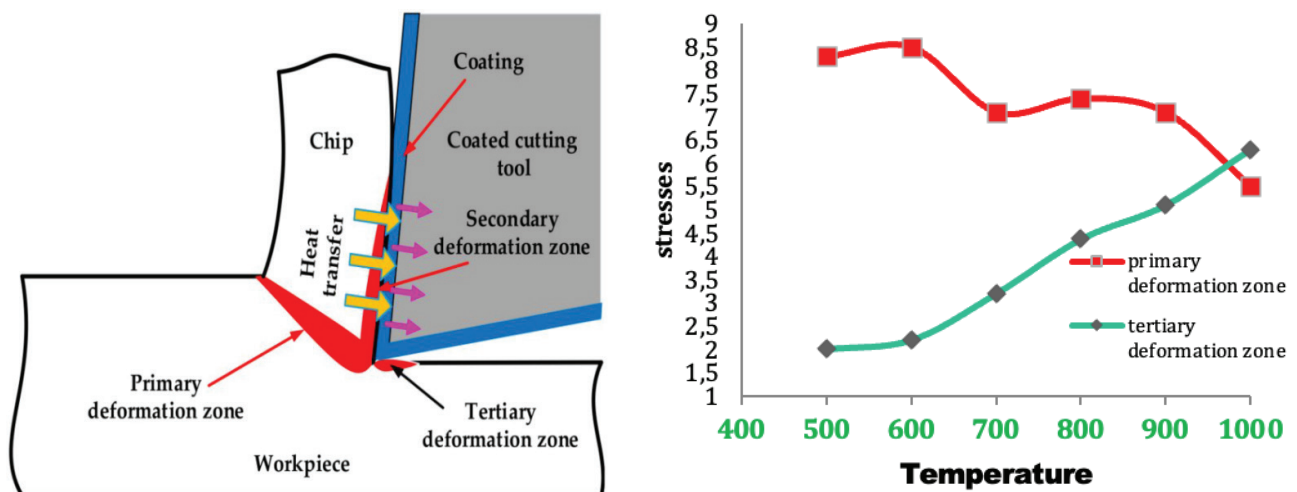 Coating
Chip
Coated cutting
tool
Heat
transfer
Secondary
deformation zone
Primary
deformation zone
Tertiary
deformation zone
Workpiece
9
8,5
8
7,5
7
6,5
6
5,5
5
4,5
4
3,5
3
2,5
2
1,5
1
stresses
primary
deformation zone
tertiary
deformation zone
400 500 600 700 800 900 1000
Temperature